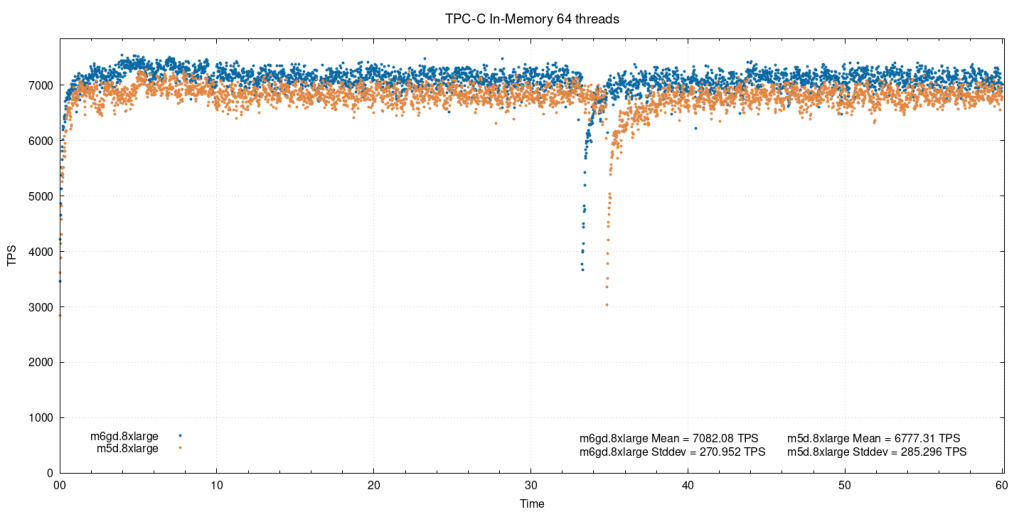 TPC-C In-Memory 64 threads
7000
6000
5000
4000
3000
2000
1000
0
TPS
m6gd.8xlarge
m5d.8xlarge
m6gd.8xlarge Mean = 7082.08 TPS
m6gd.8xlarge Stddev = 270.952 TPS
m5d.8xlarge Mean = 6777.31 TPS
m5d.8xlarge Stddev = 285.296 TPS
00 10 20 30 40 50 60
Time